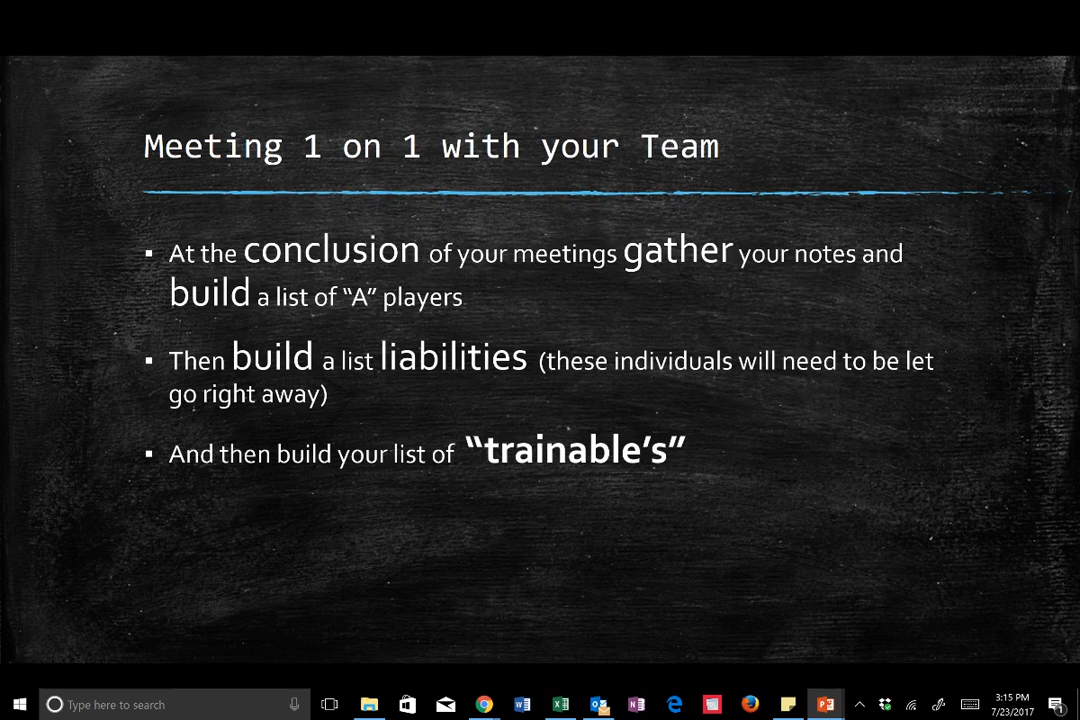 Meeting 1 on 1 with your Team
▪ At the conclusion of your meetings gather your notes and
build a list of “A” players
▪ Then build a list liabilities (these individuals will need to be let
go right away)
▪ And then build your list of “trainable’s”
Type here to search
3:15 PM
7/23/2017